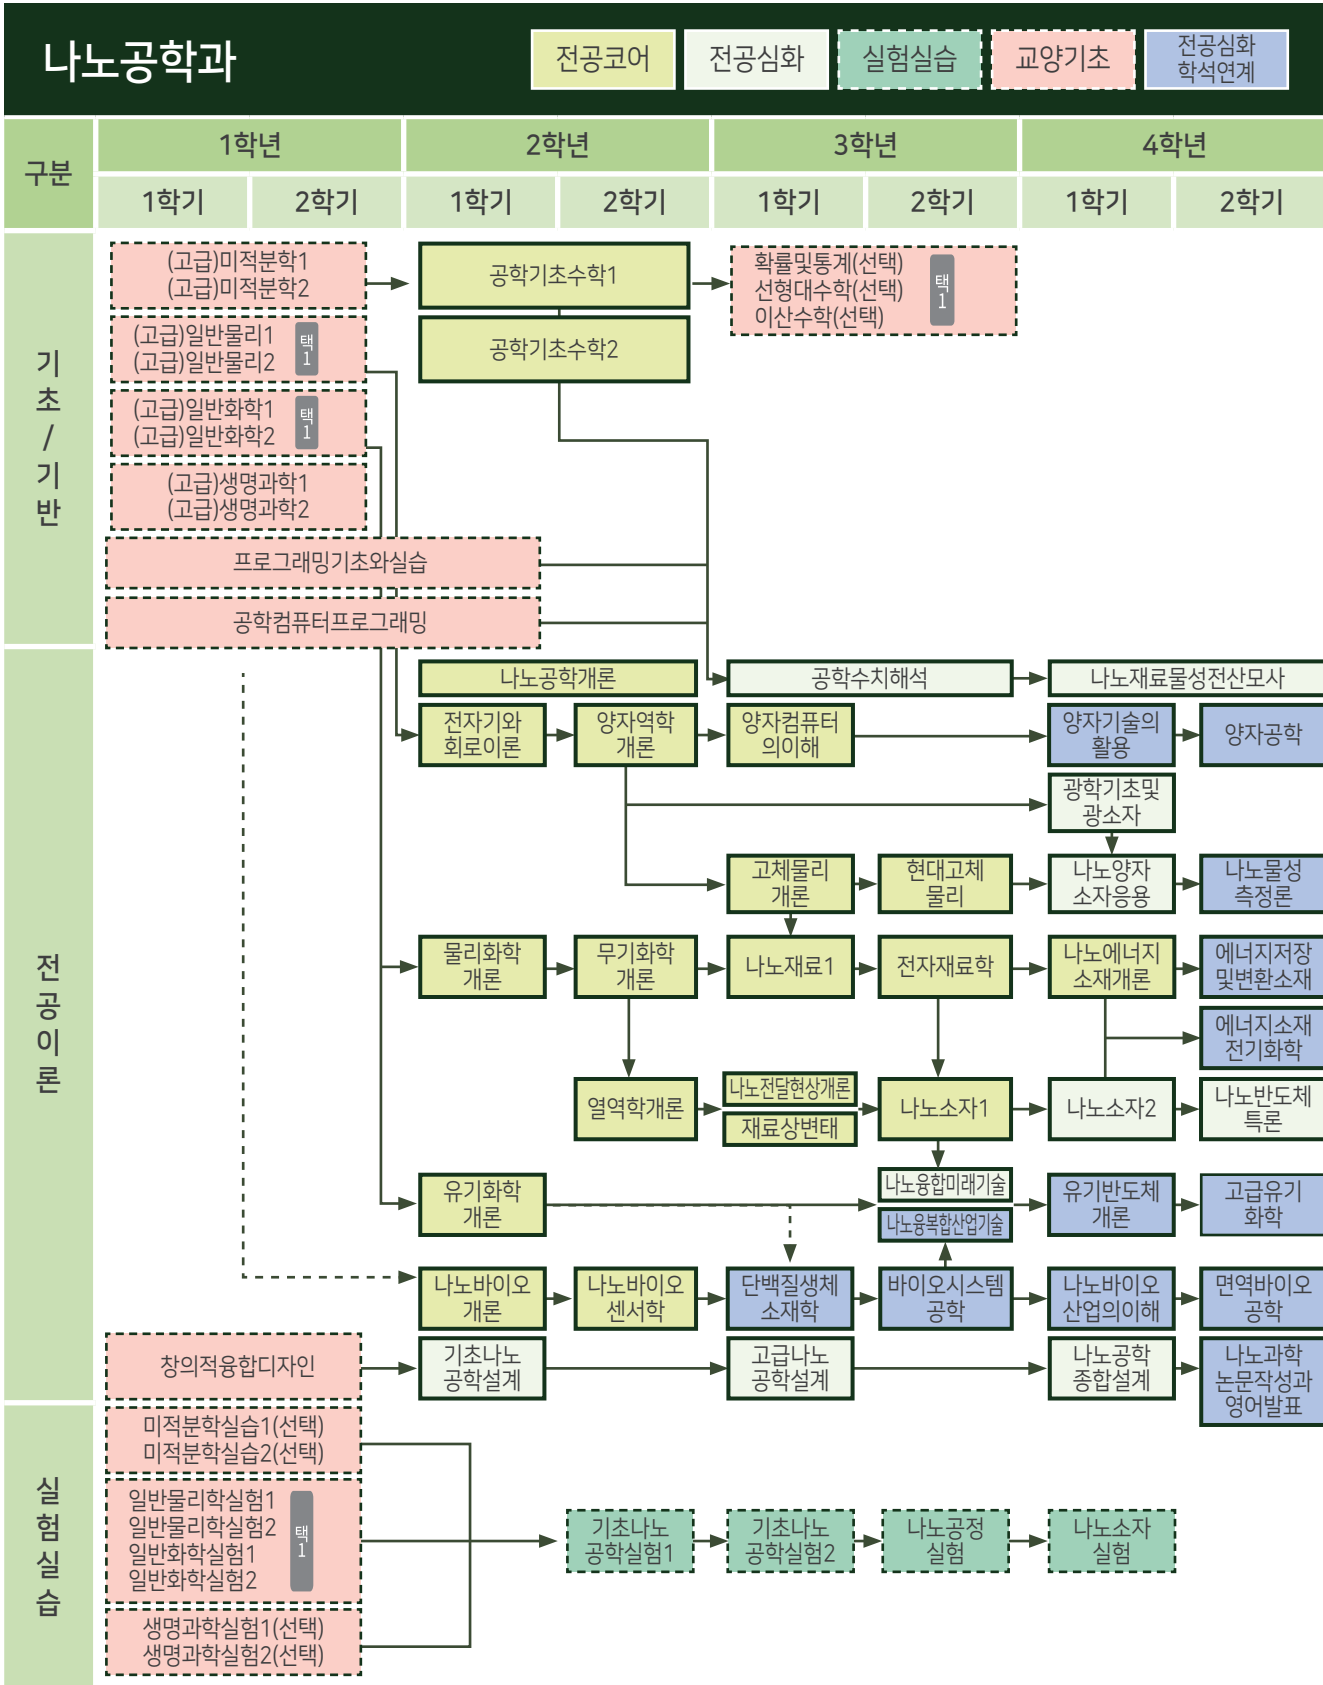 나노공학과
전공코어
전공심화
실험실습
교양기초
전공심화
학석연계
구분
1학년
2학년
3학년
4학년
1학기
2학기
1학기
2학기
1학기
2학기
1학기
2학기
기초/기반
(고급)미적분학1
(고급)미적분학2
공학기초수학1
확률및통계(선택)
선형대수학(선택)
이산수학(선택)
택1
(고급)일반물리1
(고급)일반물리2
택1
공학기초수학2
(고급)일반화학1
(고급)일반화학2
택1
(고급)생명과학1
(고급)생명과학2
프로그래밍기초와실습
공학컴퓨터프로그래밍
전공이론
나노공학개론
공학수치해석
나노재료물성전산모사
전자기와
회로이론
양자역학
개론
양자컴퓨터
의이해
양자기술의
활용
양자공학
광학기초및
광소자
고체물리
개론
현대고체
물리
나노양자
소자응용
나노물성
측정론
물리화학
개론
무기화학
개론
나노재료1
전자재료학
나노에너지
소재개론
에너지저장
및변환소재
에너지소재
전기화학
열역학개론
나노전달현상개론
재료상변태
나노소자1
나노소자2
나노반도체
특론
유기화학
개론
나노융합미래기술
나노융복합산업기술
유기반도체
개론
고급유기
화학
나노바이오
개론
나노바이오
센서학
단백질생체
소재학
바이오시스템
공학
나노바이오
산업의이해
면역바이오
공학
창의적융합디자인
기초나노
공학설계
고급나노
공학설계
나노공학
종합설계
나노과학
논문작성과
영어발표
실험실습
미적분학실습1(선택)
미적분학실습2(선택)
일반물리학실험1
일반물리학실험2
일반화학실험1
일반화학실험2
택1
기초나노
공학실험1
기초나노
공학실험2
나노공정
실험
나노소자
실험
생명과학실험1(선택)
생명과학실험2(선택)